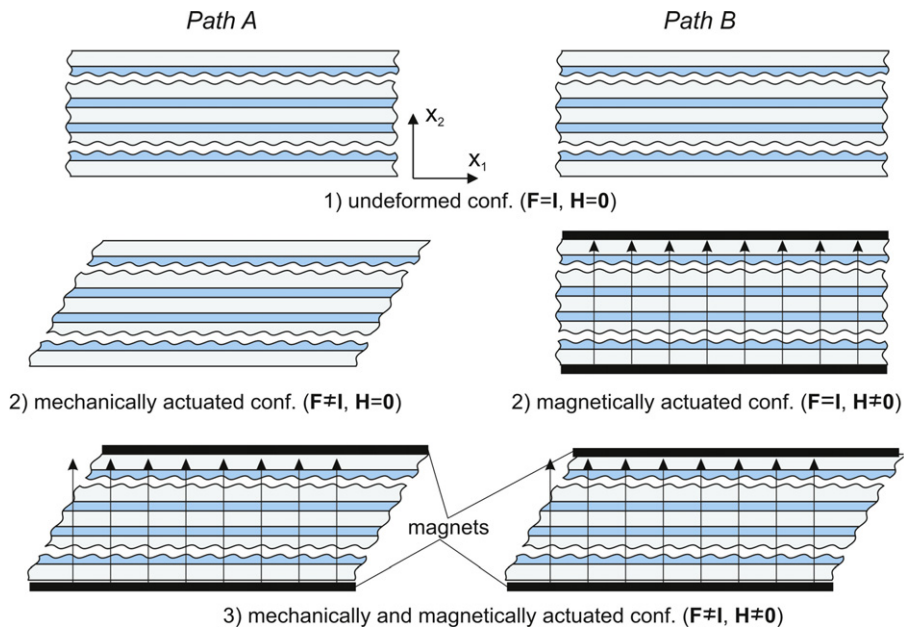 Path A
Path B
X₂
X₁
1) undeformed conf. (F=I, H=0)
2) mechanically actuated conf. (F≠I, H=0)
2) magnetically actuated conf. (F=I, H≠0)
magnets
3) mechanically and magnetically actuated conf. (F≠I, H≠0)